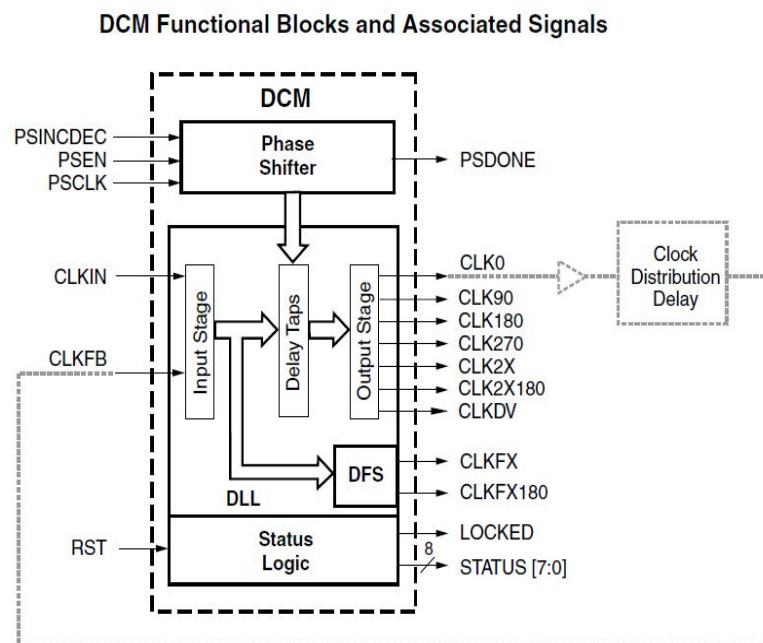 DCM Functional Blocks and Associated Signals
DCM
PSINCDEC
PSEN
PSCLK
Phase
Shifter
PSDONE
CLKIN
CLKFB
Input Stage
Delay Taps
Output Stage
CLK0
CLK90
CLK180
CLK270
CLK2X
CLK2X180
CLKDV
Clock
Distribution
Delay
DFS
CLKFX
CLKFX180
DLL
RST
Status
Logic
LOCKED
8
STATUS [7:0]